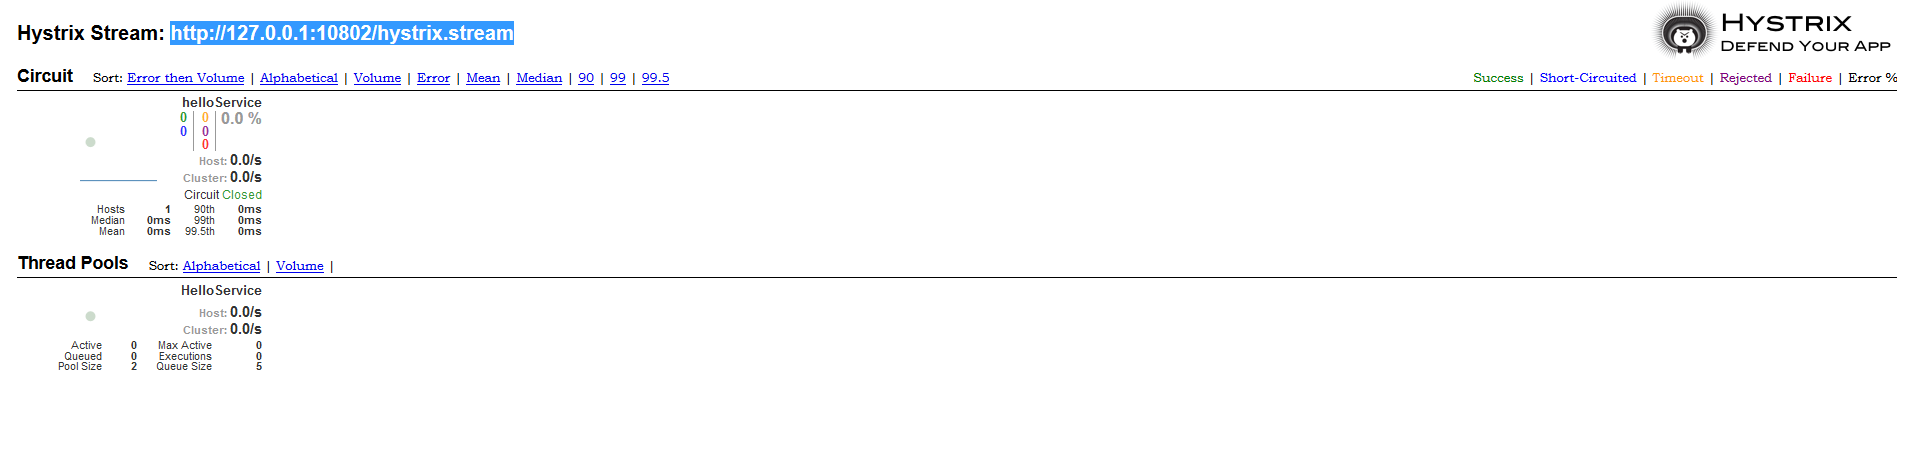 Hystrix Stream: http://127.0.0.1:10802/hystrix.stream
HYSTRIX
DEFEND YOUR APP
Circuit Sort: Error then Volume | Alphabetical | Volume | Error | Mean | Median | 90 | 99 | 99.5
Success | Short-Circuited | Timeout | Rejected | Failure | Error %
helloService
0 0 0.0 %
0 0
0
Host: 0.0/s
Cluster: 0.0/s
Circuit Closed
Hosts 1 90th 0ms
Median 0ms 99th 0ms
Mean 0ms 99.5th 0ms
Thread Pools Sort: Alphabetical | Volume |
HelloService
Host: 0.0/s
Cluster: 0.0/s
Active 0 Max Active 0
Queued 0 Executions 0
Pool Size 2 Queue Size 5